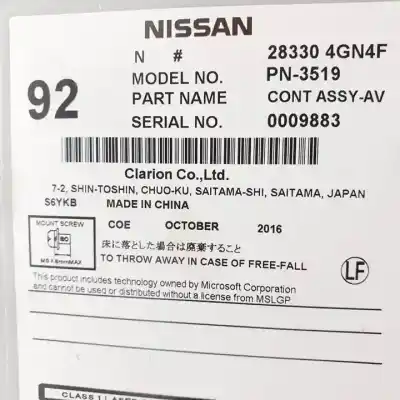 NISSAN
N # 28330 4GN4F
MODEL NO. PN-3519
92
PART NAME CONT ASSY-AV
SERIAL NO. 0009883
Clarion Co.,Ltd.
7-2, SHIN-TOSHIN, CHUO-KU, SAITAMA-SHI, SAITAMA, JAPAN
S6YKB MADE IN CHINA
MOUNT SCREW
COE OCTOBER 2016
床に落とした場合は廃棄すること
TO THROW AWAY IN CASE OF FREE-FALL
LF
This product includes technology owned by Microsoft Corporation
and cannot be used or distributed without a license from MSLGP
CLASS 1 LASER